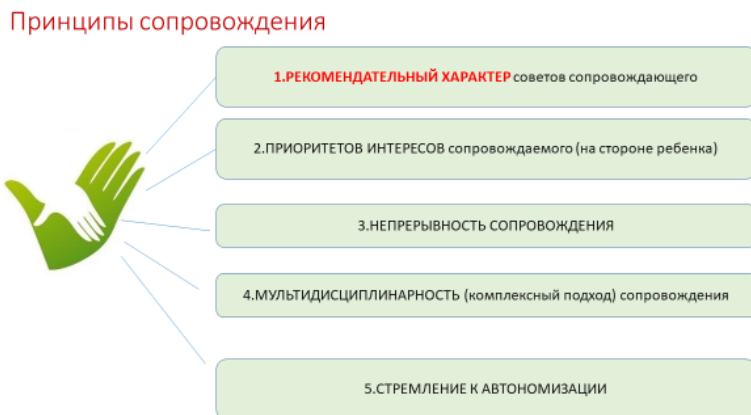 Принципы сопровождения
1.РЕКОМЕНДАТЕЛЬНЫЙ ХАРАКТЕР советов сопровождающего
2.ПРИОРИТЕТОВ ИНТЕРЕСОВ сопровождаемого (на стороне ребенка)
3.НЕПРЕРЫВНОСТЬ СОПРОВОЖДЕНИЯ
4.МУЛЬТИДИСЦИПЛИНАРНОСТЬ (комплексный подход) сопровождения
5.СТРЕМЛЕНИЕ К АВТОНОМИЗАЦИИ